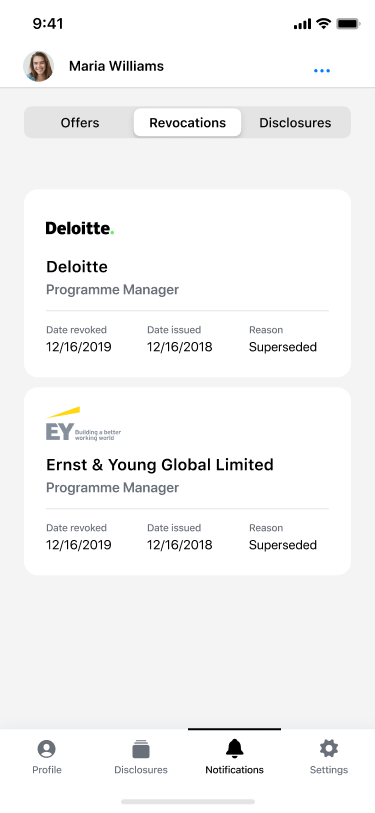 9:41
Maria Williams
Offers Revocations Disclosures
Deloitte.
Deloitte
Programme Manager
Date revoked Date issued Reason
12/16/2019 12/16/2018 Superseded
EY Building a better
working world
Ernst & Young Global Limited
Programme Manager
Date revoked Date issued Reason
12/16/2019 12/16/2018 Superseded
Profile Disclosures Notifications Settings